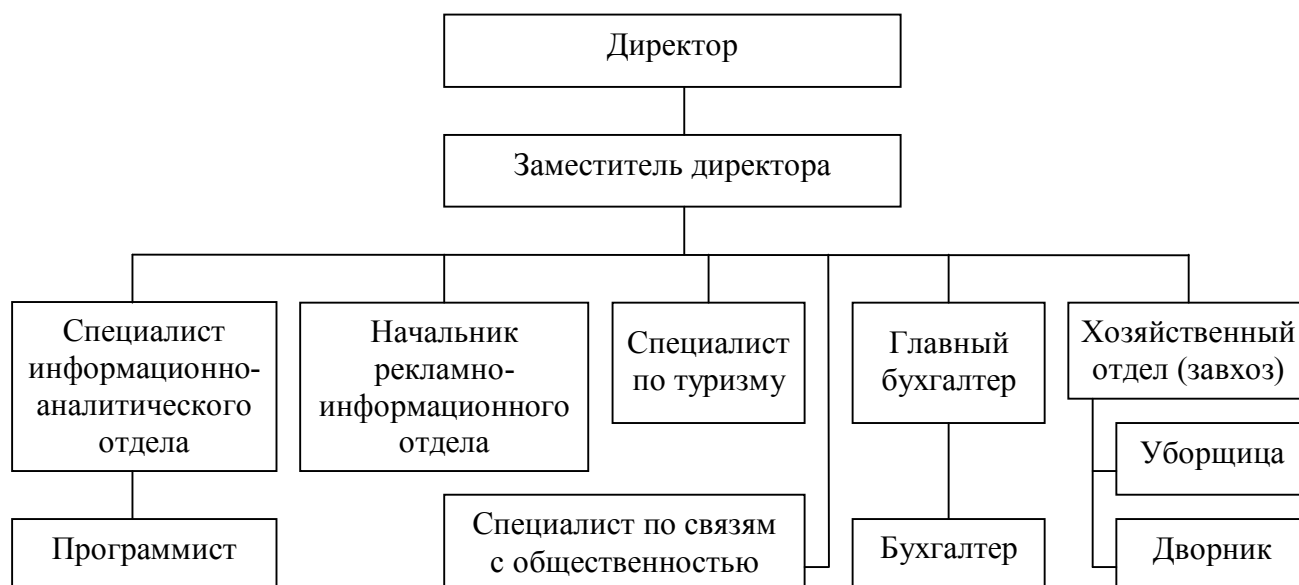 Директор
Заместитель директора
Специалист
информационно-
аналитического
отдела
Начальник
рекламно-
информационного
отдела
Специалист
по туризму
Главный
бухгалтер
Хозяйственный
отдел (завхоз)
Уборщица
Программист
Специалист по связям
с общественностью
Бухгалтер
Дворник